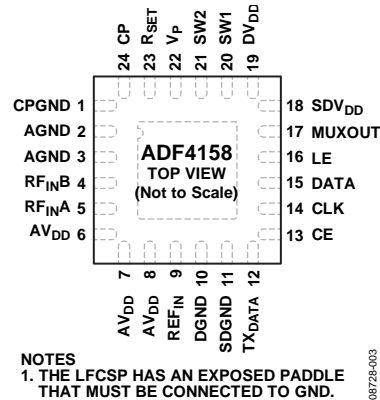 24 CP
23 RSET
22 VP
21 SW2
20 SW1
19 DVDD
CPGND 1
AGND 2
AGND 3
RFINB 4
RFINA 5
AVDD 6
ADF4158
TOP VIEW
(Not to Scale)
18 SDVDD
17 MUXOUT
16 LE
15 DATA
14 CLK
13 CE
AVDD 7
AVDD 8
REFIN 9
DGND 10
SDGND 11
TXDATA 12
NOTES
1. THE LFCSP HAS AN EXPOSED PADDLE
THAT MUST BE CONNECTED TO GND.
08728-003